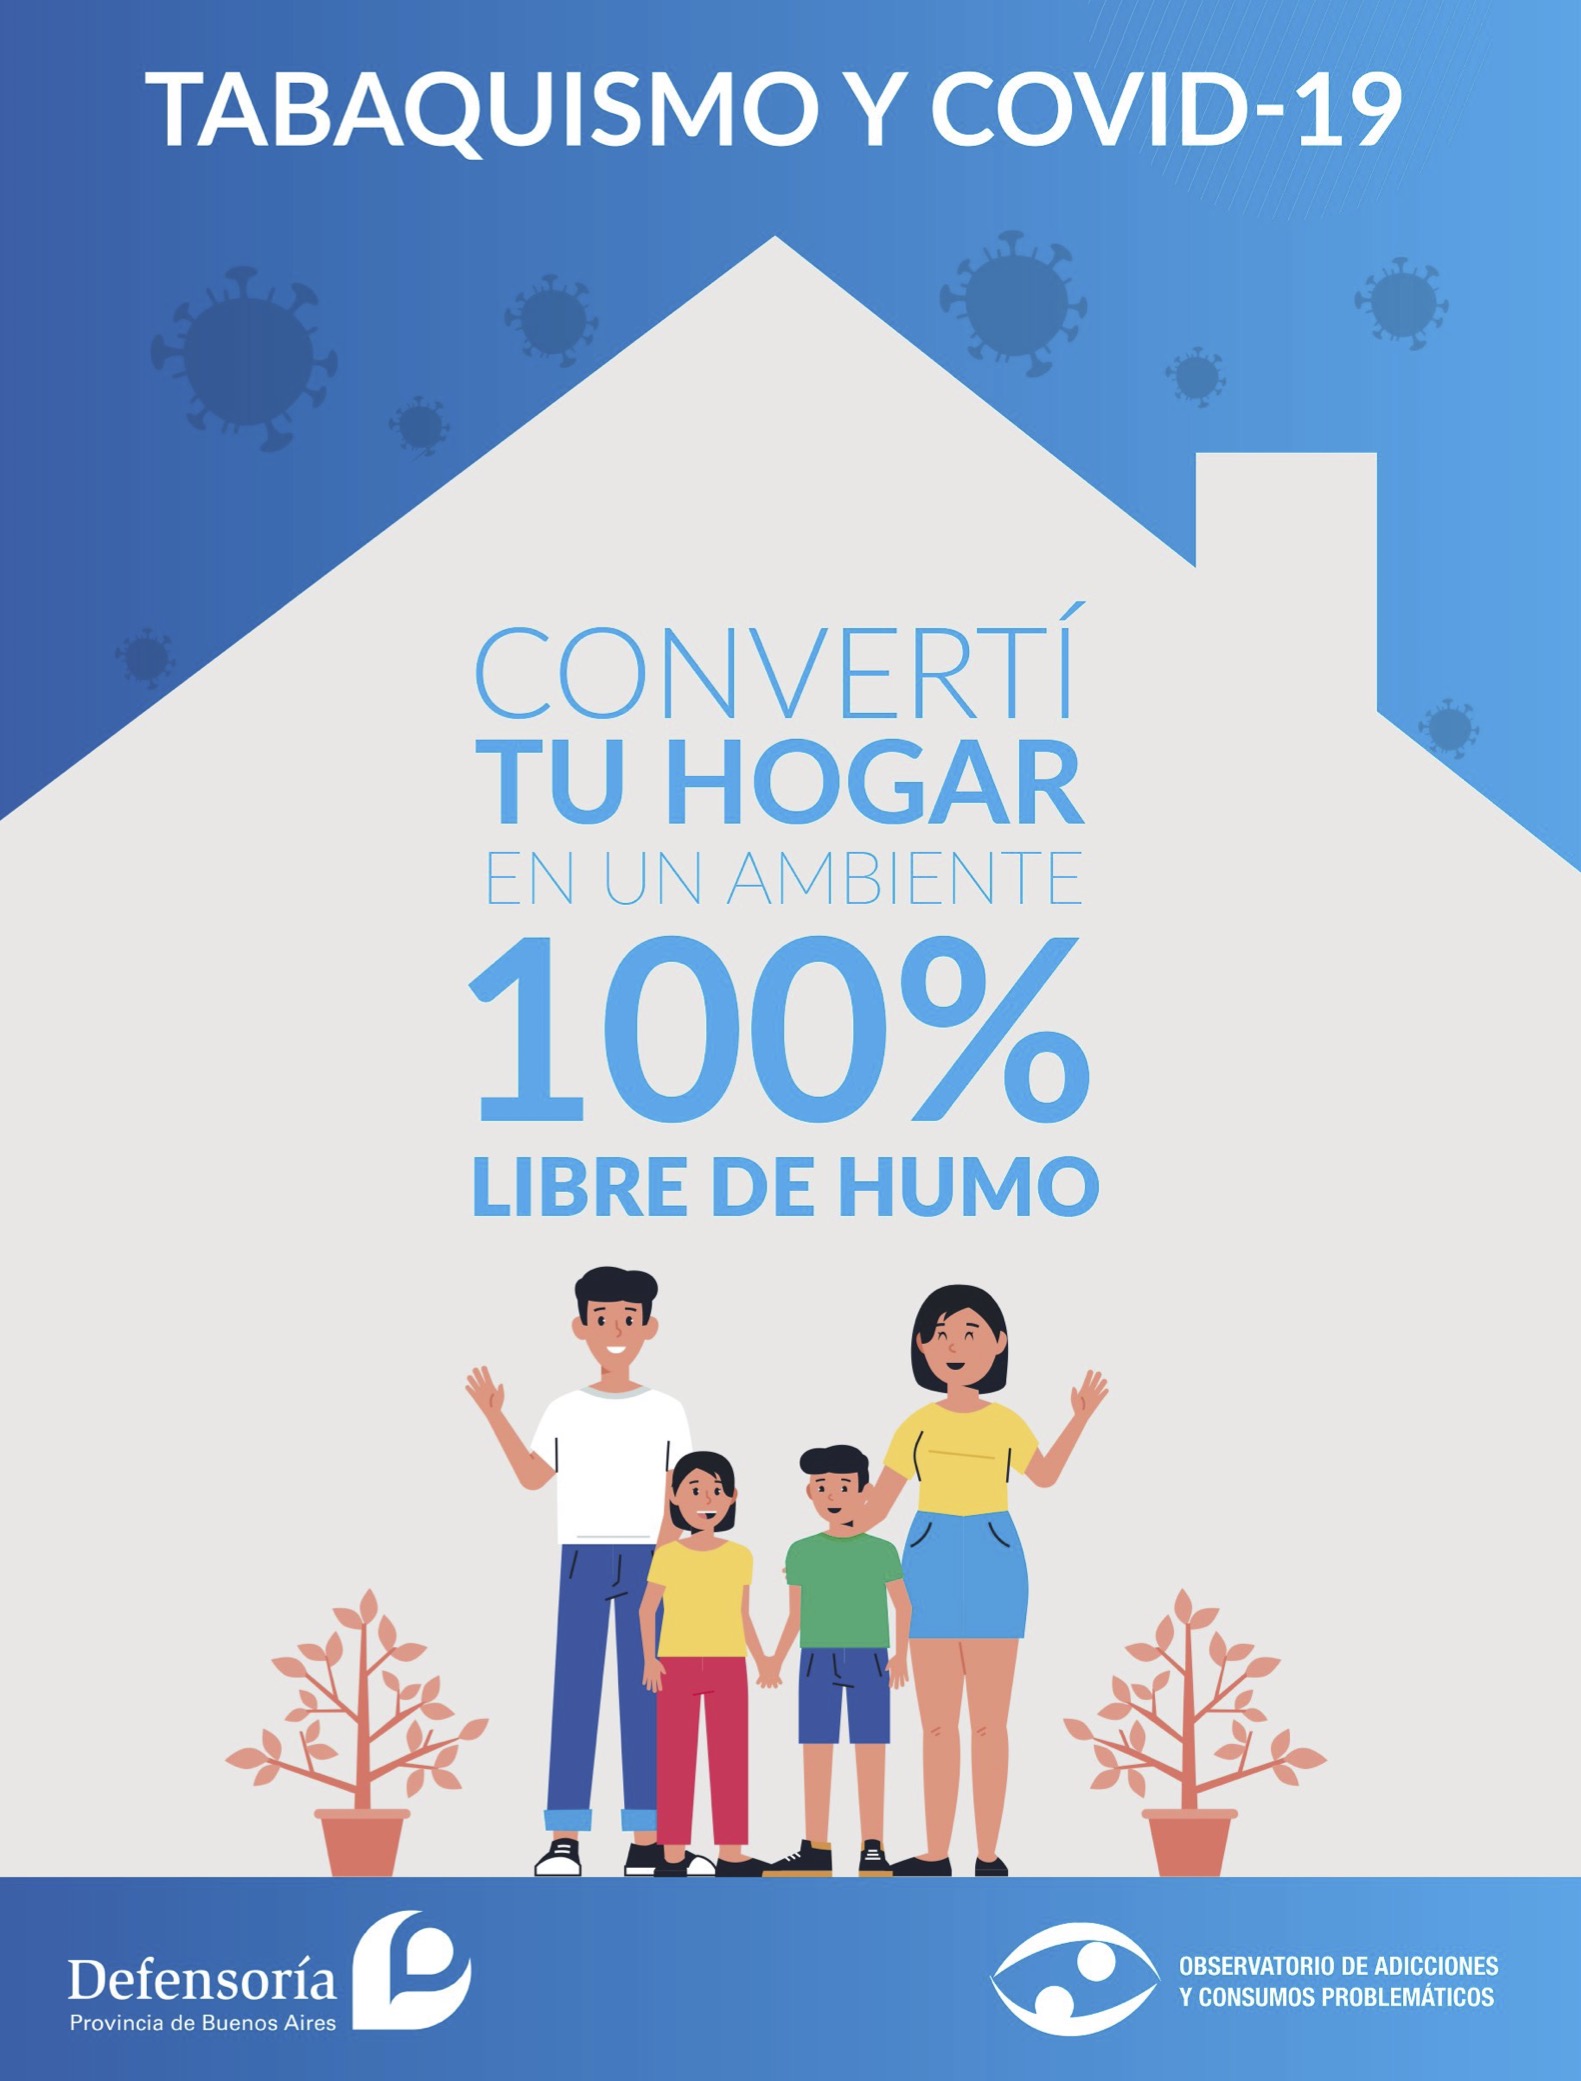 TABAQUISMO Y COVID-19
CONVERTÍ
TU HOGAR
EN UN AMBIENTE
100%
LIBRE DE HUMO
Defensoría
Provincia de Buenos Aires
OBSERVATORIO DE ADICCIONES
Y CONSUMOS PROBLEMÁTICOS